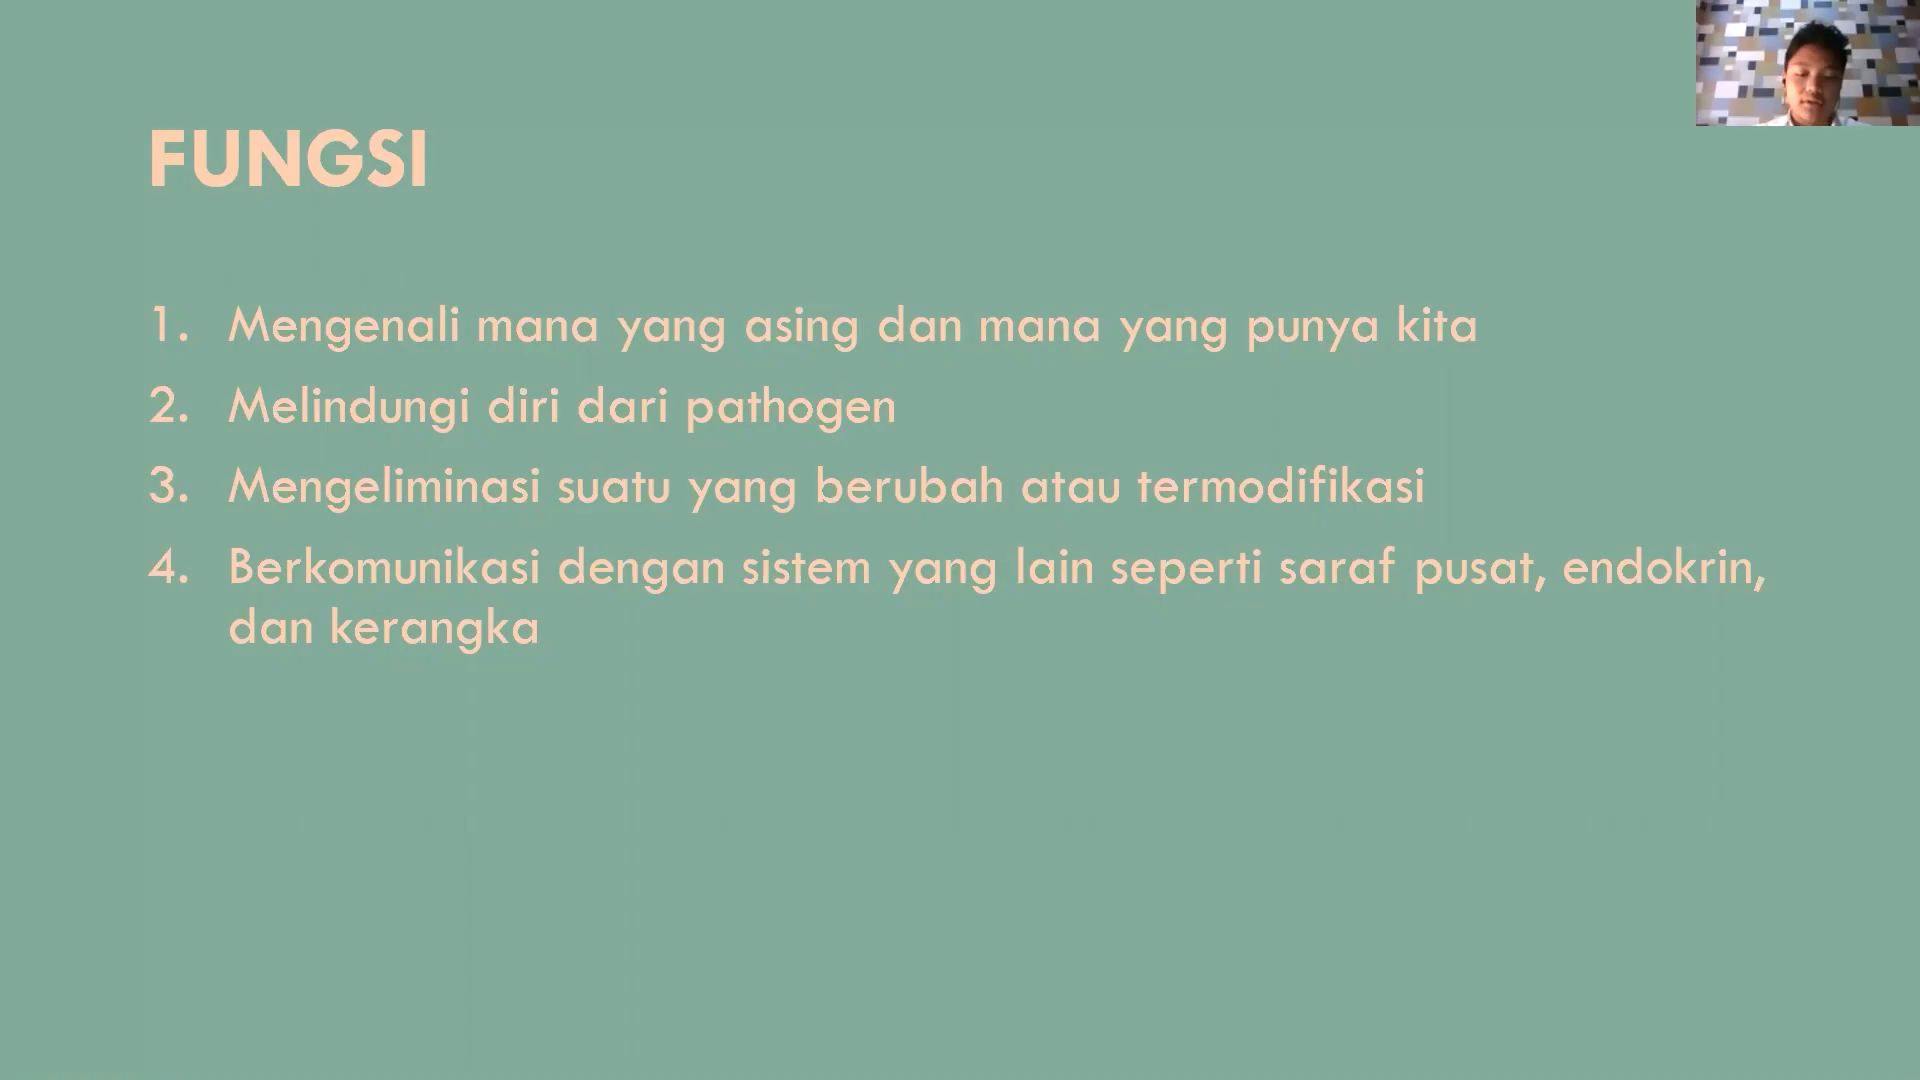 FUNGSI
1. Mengenali mana yang asing dan mana yang punya kita
2. Melindungi diri dari pathogen
3. Mengeliminasi suatu yang berubah atau termodifikasi
4. Berkomunikasi dengan sistem yang lain seperti saraf pusat, endokrin,
dan kerangka